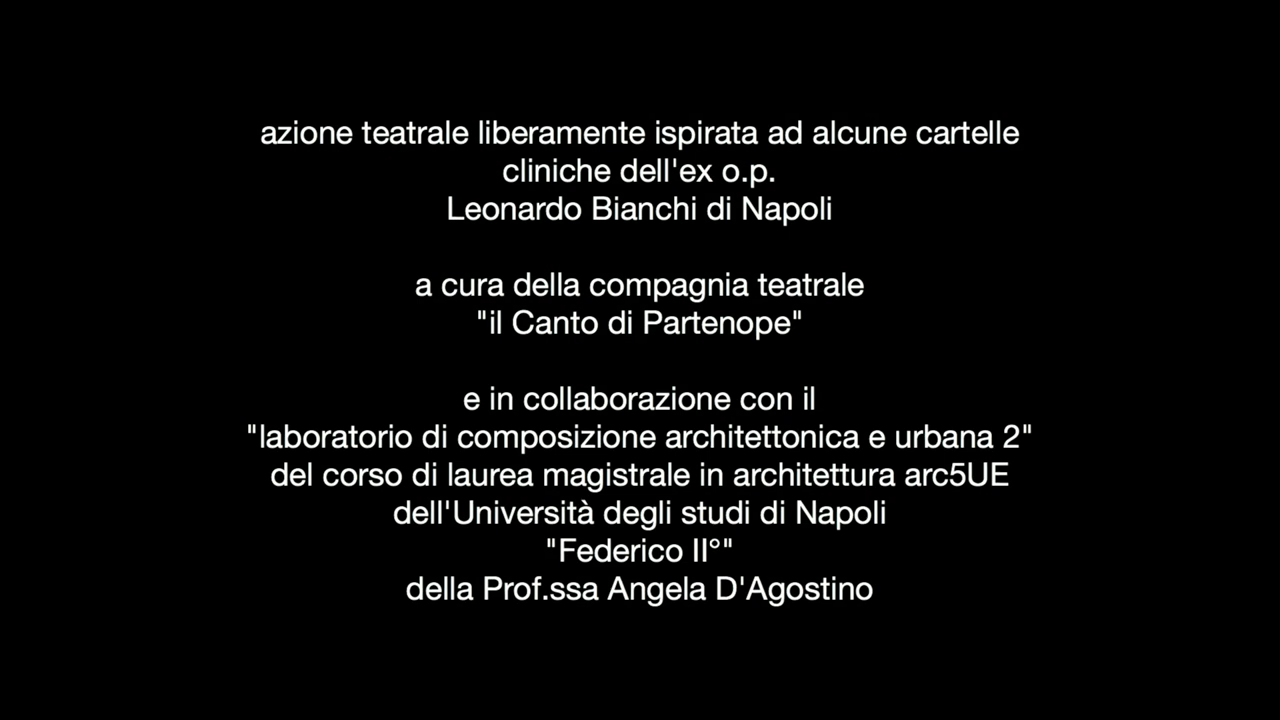 azione teatrale liberamente ispirata ad alcune cartelle
cliniche dell'ex o.p.
Leonardo Bianchi di Napoli
a cura della compagnia teatrale
"il Canto di Partenope"
e in collaborazione con il
"laboratorio di composizione architettonica e urbana 2"
del corso di laurea magistrale in architettura arc5UE
dell'Università degli studi di Napoli
"Federico II°"
della Prof.ssa Angela D'Agostino